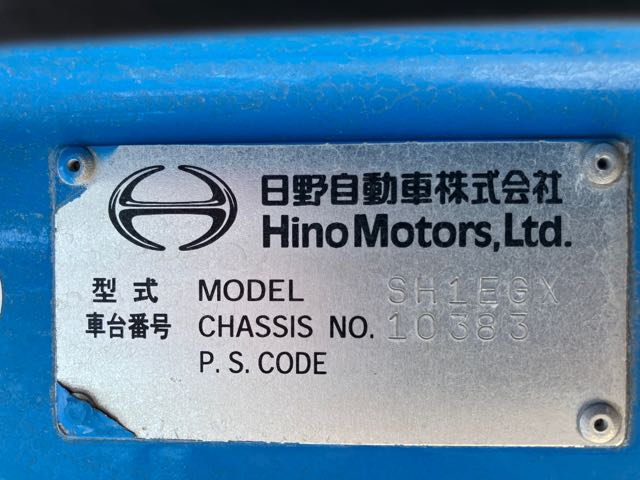 日野自動車株式会社
Hino Motors, Ltd.
型式 MODEL SH1EGX
車台番号 CHASSIS NO. 10383
P.S.CODE